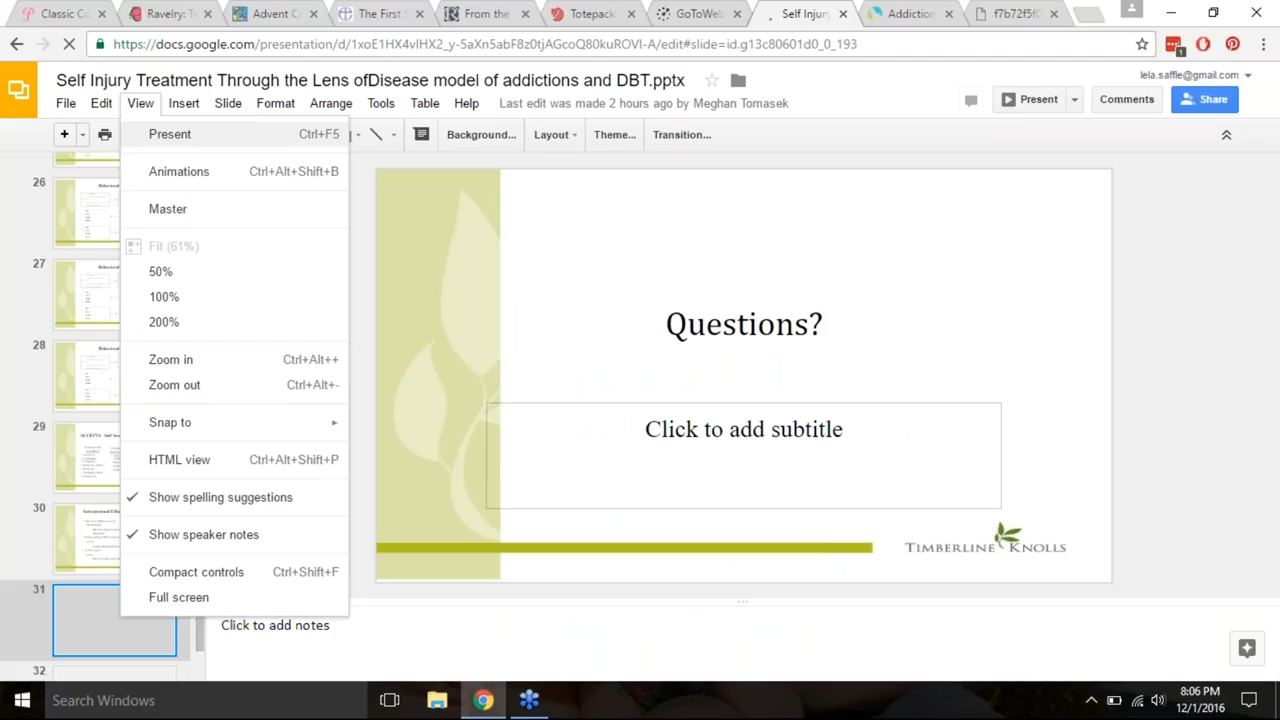 Classic Co
Ravelry: T
Advent C
The First S
From the
Totepack
GoToWeb
Self Injury
Addiction
f7b72f5f0
https://docs.google.com/presentation/d/1xoE1HX4vlHX2_y-5aXn5abF8z0tjAGcoQ80kuROVI-A/edit#slide=id.g13c80601d0_0_193
1
Self Injury Treatment Through the Lens ofDisease model of addictions and DBT.pptx
lela.saffle@gmail.com
File Edit View Insert Slide Format Arrange Tools Table Help Last edit was made 2 hours ago by Meghan Tomasek
Present
Comments
Share
Background...
Layout
Theme...
Transition...
Present Ctrl+F5
Animations Ctrl+Alt+Shift+B
Master
Fit (61%)
50%
100%
200%
Zoom in Ctrl+Alt++
Zoom out Ctrl+Alt+-
Snap to
HTML view Ctrl+Alt+Shift+P
Show spelling suggestions
Show speaker notes
Compact controls Ctrl+Shift+F
Full screen
26
27
28
29
30
31
32
Questions?
Click to add subtitle
TIMBERLINE KNOLLS
Click to add notes
Search Windows
8:06 PM
12/1/2016